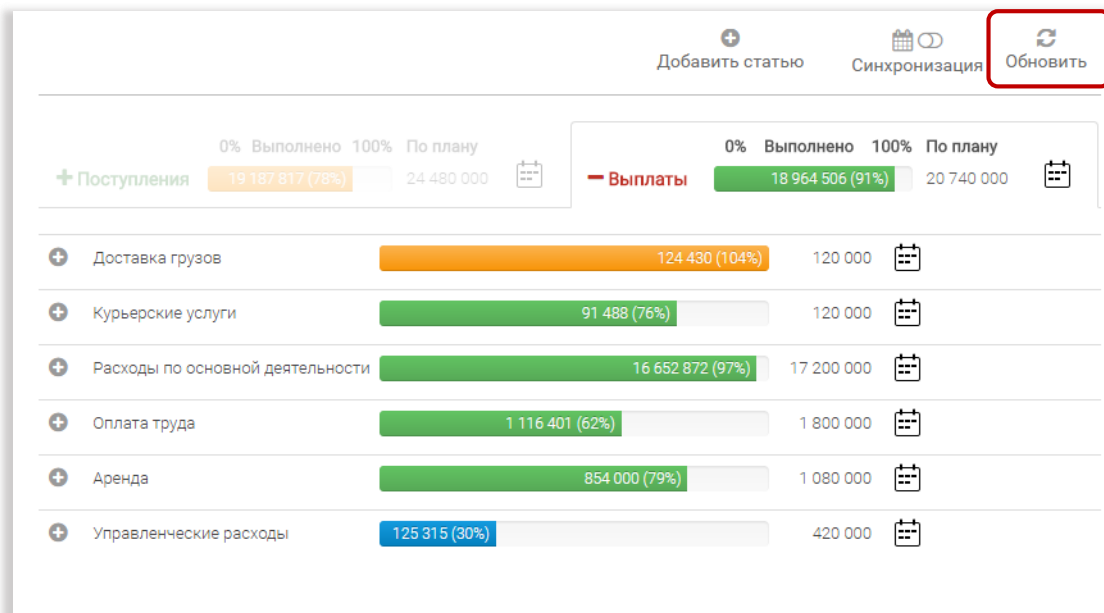 Добавить статью
Синхронизация
Обновить
0% Выполнено 100% По плану
Поступления 19 187 817 (78%) 24 480 000
0% Выполнено 100% По плану
Выплаты 18 964 506 (91%) 20 740 000
Доставка грузов 124 430 (104%) 120 000
Курьерские услуги 91 488 (76%) 120 000
Расходы по основной деятельности 16 652 872 (97%) 17 200 000
Оплата труда 1 116 401 (62%) 1 800 000
Аренда 854 000 (79%) 1 080 000
Управленческие расходы 125 315 (30%) 420 000